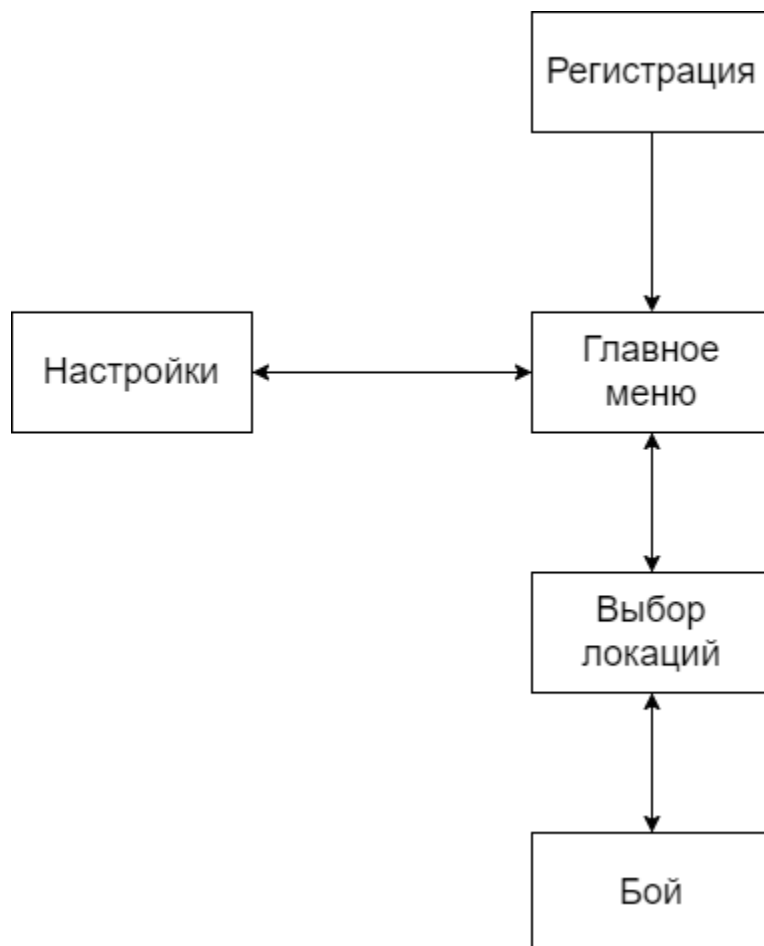 Регистрация
Настройки
Главное
меню
Выбор
локаций
Бой